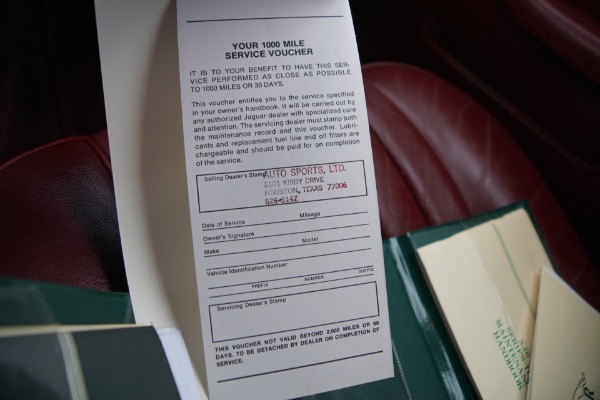 YOUR 1000 MILE
SERVICE VOUCHER
IT IS TO YOUR BENEFIT TO HAVE THIS SER-
VICE PERFORMED AS CLOSE AS POSSIBLE
TO 1000 MILES OR 30 DAYS.
This voucher entitles you to the service specified
in your owner's handbook. It will be carried out by
any authorized Jaguar dealer with specialized care
and attention. The servicing dealer must stamp both
the maintenance record and this voucher. Lubri-
cants and replacement fuel line and oil filters are
chargeable and should be paid for on completion
of the service.
Selling Dealer's Stamp
AUTO SPORTS, LTD.
2101 KIRBY DRIVE
HOUSTON, TEXAS 77006
Date of Service Mileage
Owner's Signature
Make Model
Vehicle Identification Number
PREFIX NUMBER SUFFIX
Servicing Dealer's Stamp
THIS VOUCHER NOT VALID BEYOND 2,000 MILES OR 60
DAYS. TO BE DETACHED BY DEALER ON COMPLETION OF
SERVICE.
MAINTENANCE
HANDBOOK